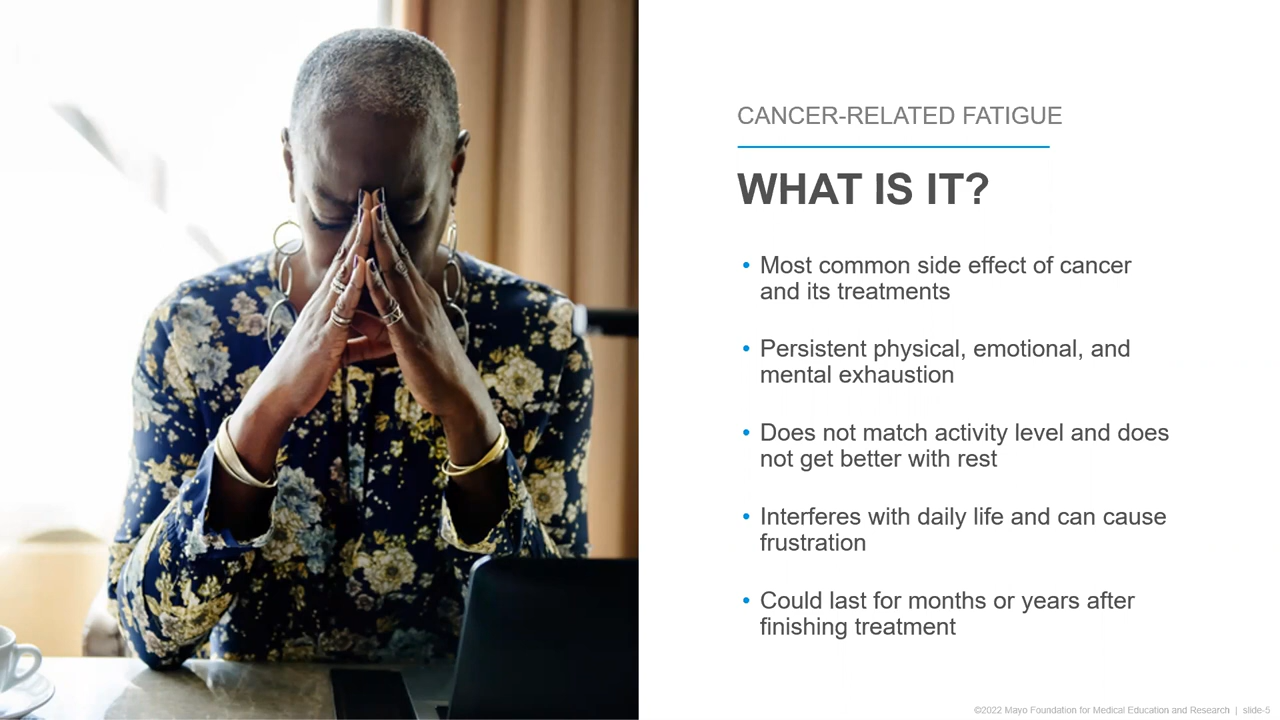 CANCER-RELATED FATIGUE
WHAT IS IT?
• Most common side effect of cancer
and its treatments
• Persistent physical, emotional, and
mental exhaustion
• Does not match activity level and does
not get better with rest
• Interferes with daily life and can cause
frustration
• Could last for months or years after
finishing treatment
©2022 Mayo Foundation for Medical Education and Research | slide-5